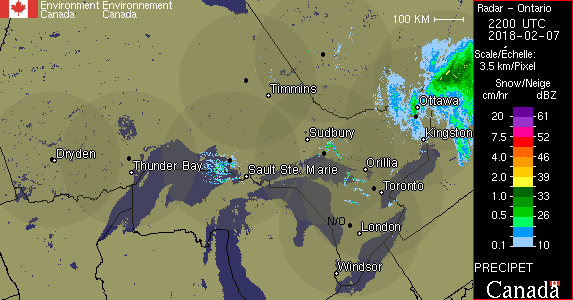 Environment Environnement
Canada Canada
100 KM
Radar - Ontario
2200 UTC
2018-02-07
Scale/Échelle:
3.5 km/Pixel
Snow/Neige
cm/hr dBZ
20 61
7.5 52
4.0 46
2.0 39
1.0 33
0.5 26
0.1 10
PRECIPET
Canada
Timmins
Ottawa
Sudbury
Kingston
Dryden
Thunder Bay
Sault Ste. Marie
Orillia
Toronto
N/O
London
Windsor